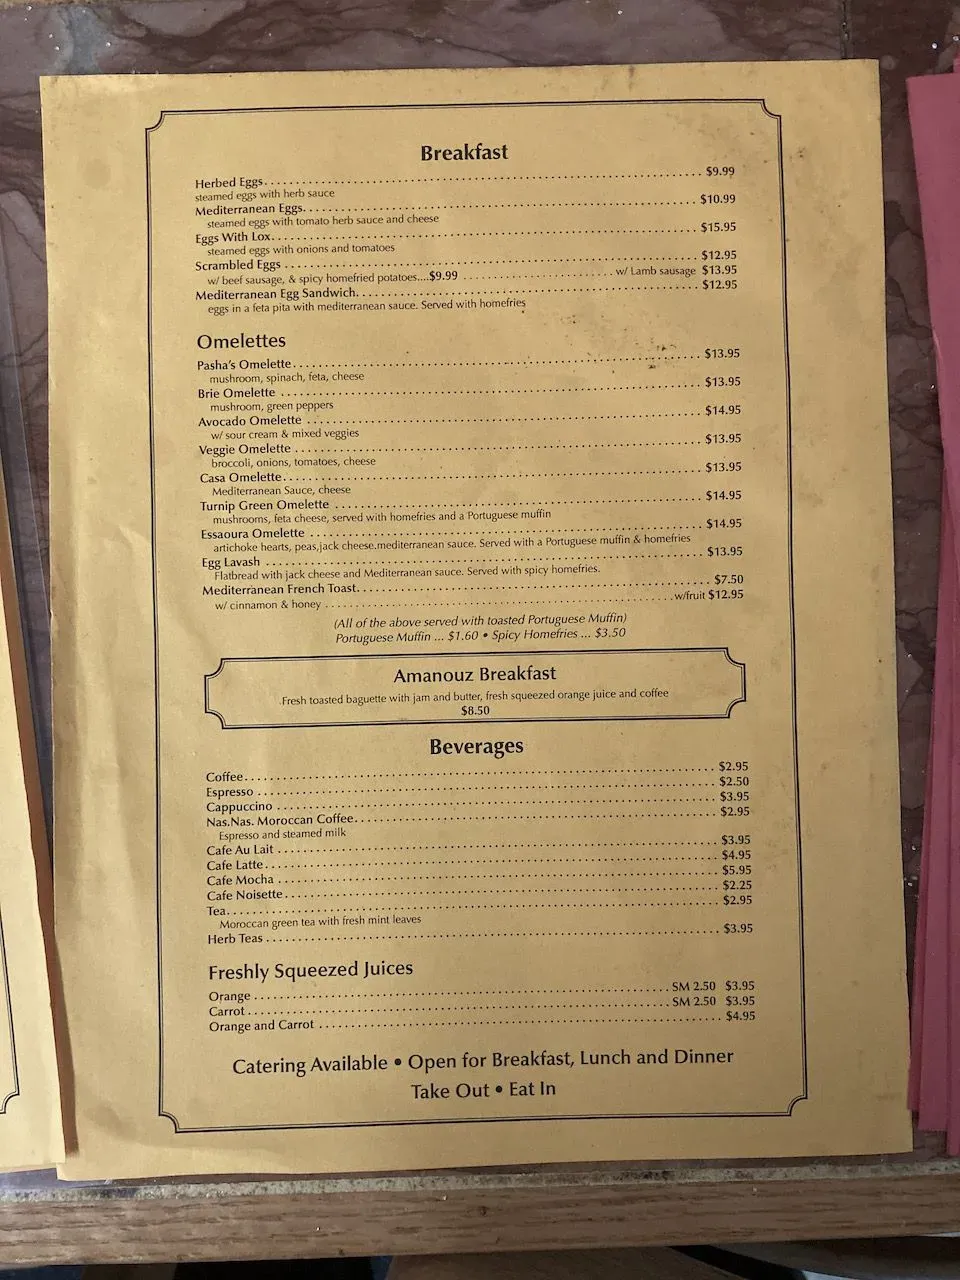 Breakfast
Herbed Eggs........................................................................ $9.99
steamed eggs with herb sauce
Mediterranean Eggs................................................................ $10.99
steamed eggs with tomato herb sauce and cheese
Eggs With Lox..................................................................... $15.95
steamed eggs with onions and tomatoes
Scrambled Eggs .................................................................... $12.95
w/ beef sausage, & spicy homefried potatoes....$9.99 ........................... w/ Lamb sausage $13.95
Mediterranean Egg Sandwich........................................................ $12.95
eggs in a feta pita with mediterranean sauce. Served with homefries
Omelettes
Pasha's Omelette.................................................................. $13.95
mushroom, spinach, feta, cheese
Brie Omelette .................................................................... $13.95
mushroom, green peppers
Avocado Omelette ................................................................. $14.95
w/ sour cream & mixed veggies
Veggie Omelette .................................................................. $13.95
broccoli, onions, tomatoes, cheese
Casa Omelette..................................................................... $13.95
Mediterranean Sauce, cheese
Turnip Green Omelette ............................................................ $14.95
mushrooms, feta cheese, served with homefries and a Portuguese muffin
Essaoura Omelette ................................................................ $14.95
artichoke hearts, peas,jack cheese.mediterranean sauce. Served with a Portuguese muffin & homefries
Egg Lavash ....................................................................... $13.95
Flatbread with jack cheese and Mediterranean sauce. Served with spicy homefries.
Mediterranean French Toast........................................................ $7.50
w/ cinnamon & honey .............................................................. w/fruit $12.95
(All of the above served with toasted Portuguese Muffin)
Portuguese Muffin ... $1.60 • Spicy Homefries ... $3.50
Amanouz Breakfast
Fresh toasted baguette with jam and butter, fresh squeezed orange juice and coffee
$8.50
Beverages
Coffee............................................................................ $2.95
Espresso ......................................................................... $2.50
Cappuccino ....................................................................... $3.95
Nas.Nas. Moroccan Coffee.......................................................... $2.95
Espresso and steamed milk
Cafe Au Lait ..................................................................... $3.95
Cafe Latte........................................................................ $4.95
Cafe Mocha ....................................................................... $5.95
Cafe Noisette..................................................................... $2.25
Tea............................................................................... $2.95
Moroccan green tea with fresh mint leaves
Herb Teas ........................................................................ $3.95
Freshly Squeezed Juices
Orange ........................................................................... SM 2.50 $3.95
Carrot............................................................................ SM 2.50 $3.95
Orange and Carrot ................................................................ $4.95
Catering Available • Open for Breakfast, Lunch and Dinner
Take Out • Eat In